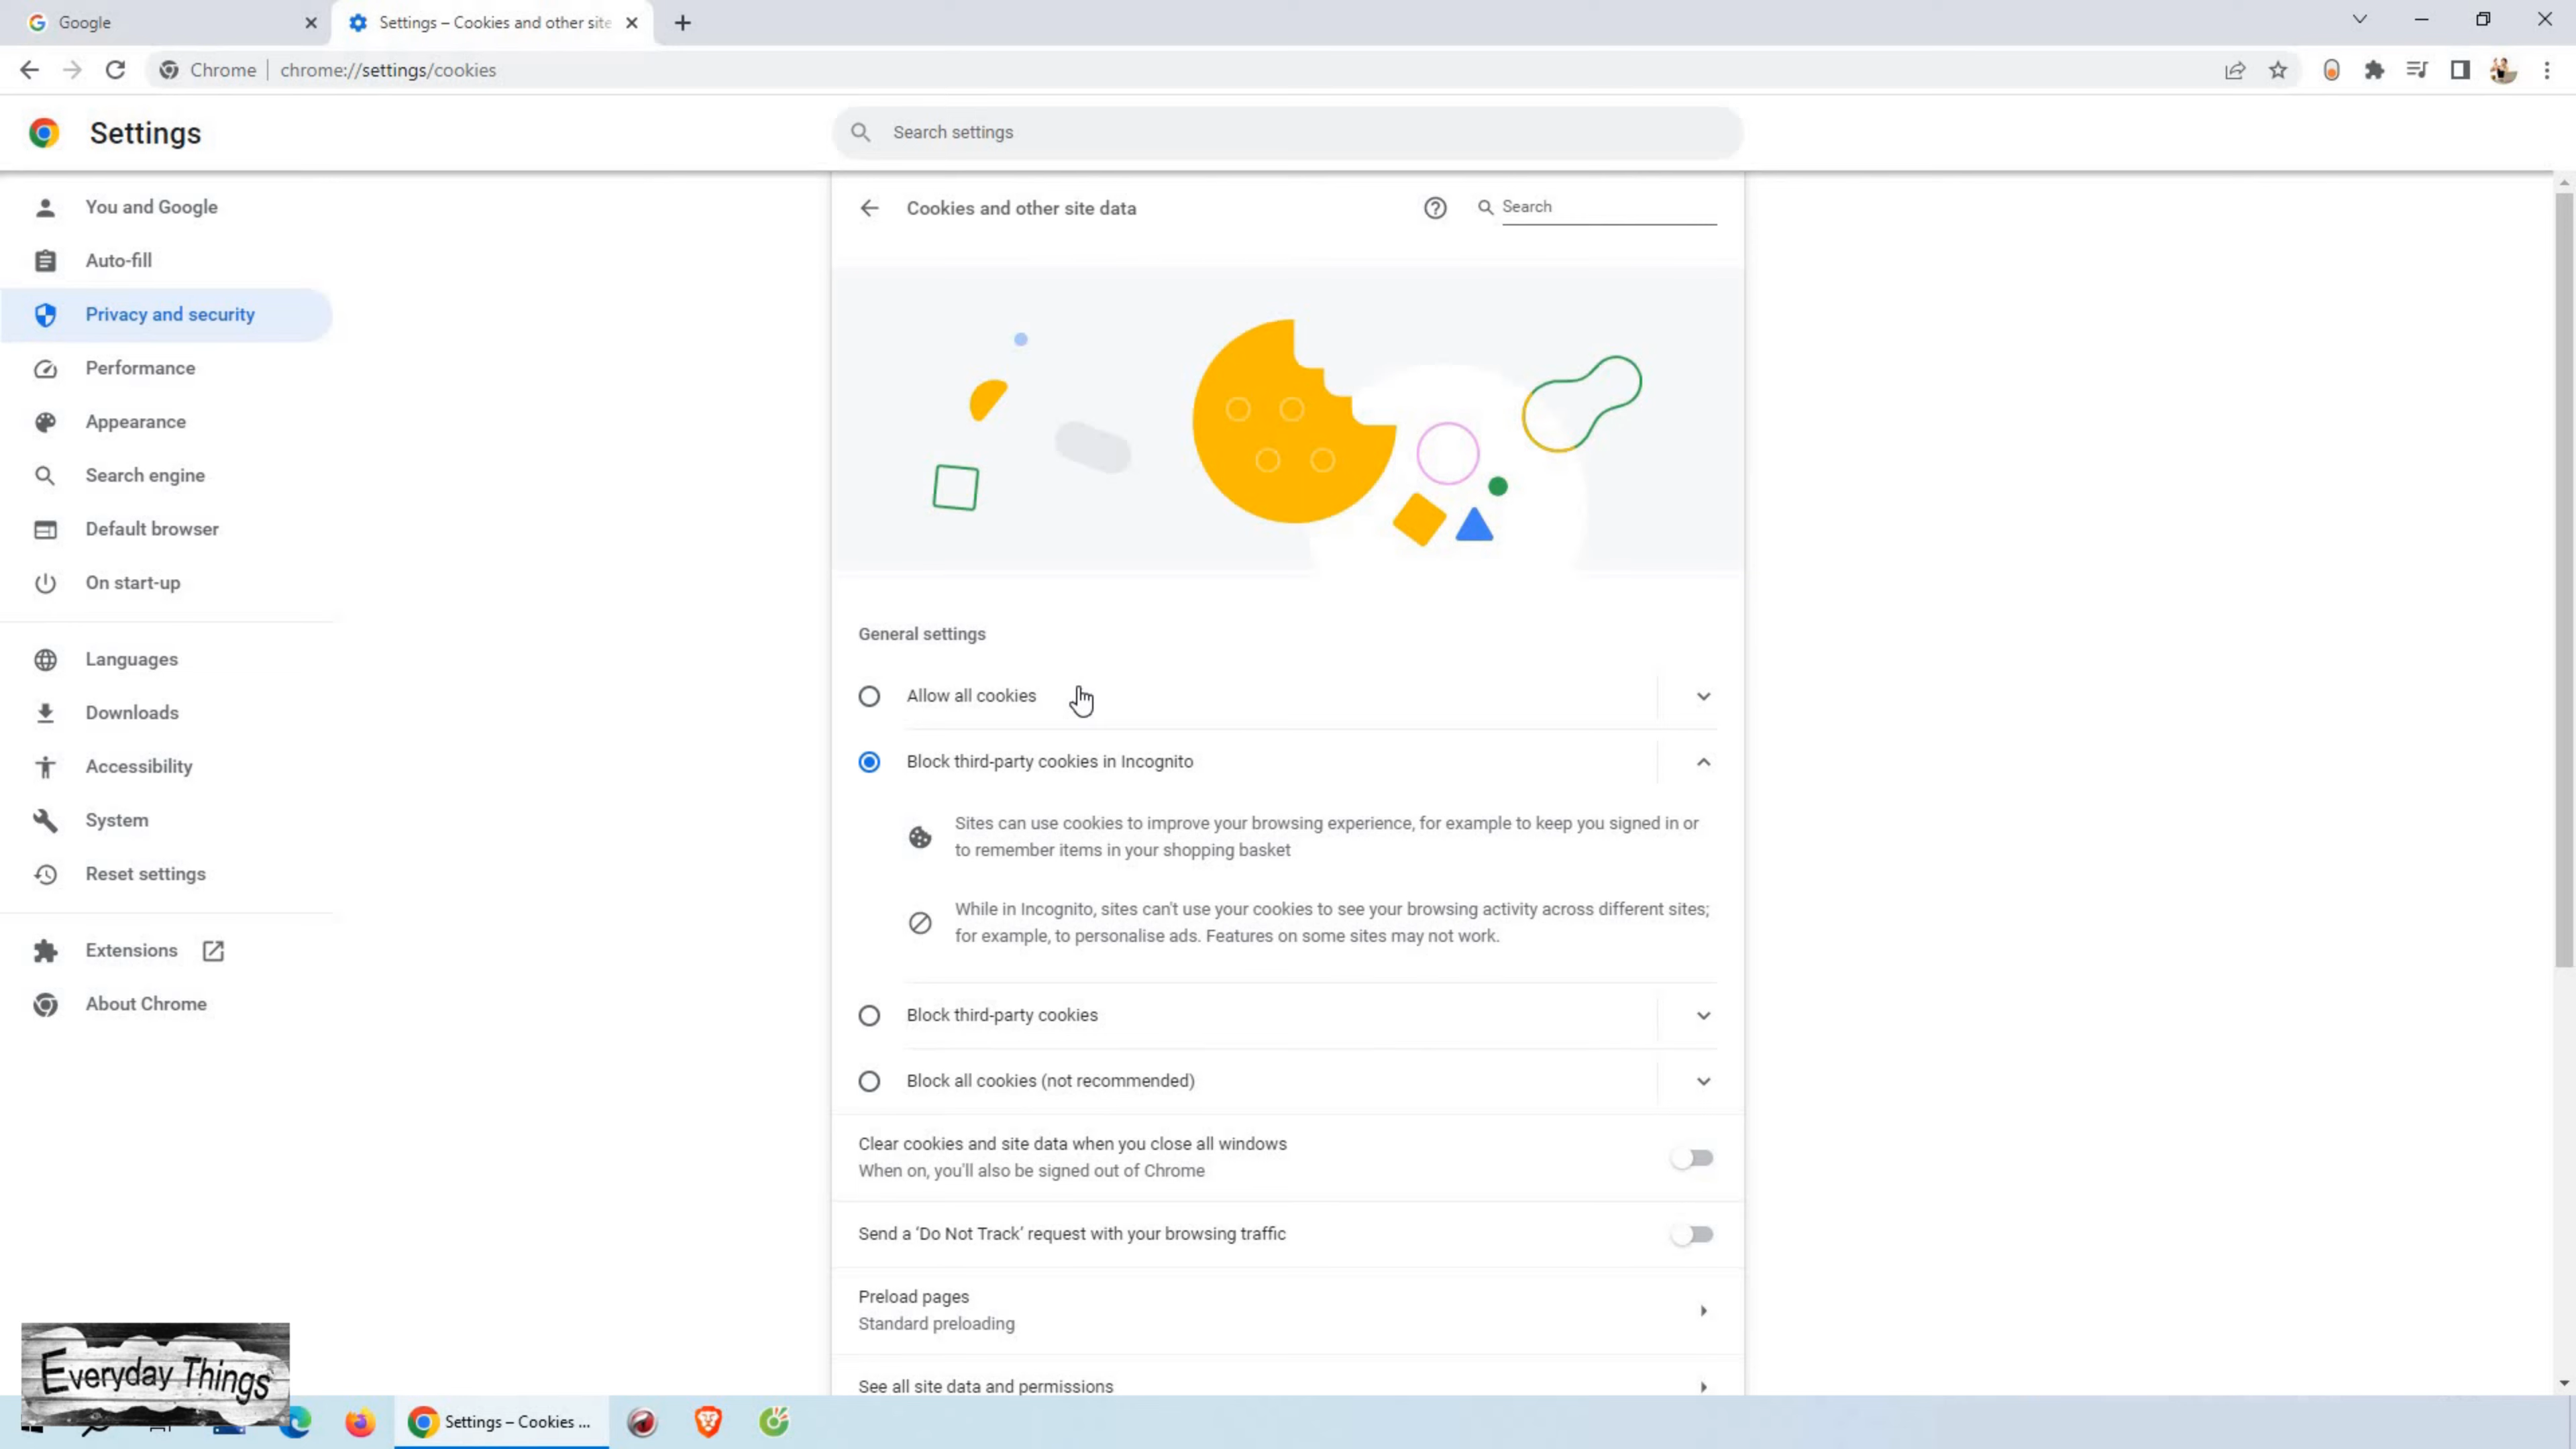 Google
Settings – Cookies and other site
Chrome
chrome://settings/cookies
Settings
Search settings
You and Google
Auto-fill
Privacy and security
Performance
Appearance
Search engine
Default browser
On start-up
Languages
Downloads
Accessibility
System
Reset settings
Extensions
About Chrome
Cookies and other site data
Search
General settings
Allow all cookies
Block third-party cookies in Incognito
Sites can use cookies to improve your browsing experience, for example to keep you signed in or
to remember items in your shopping basket
While in Incognito, sites can't use your cookies to see your browsing activity across different sites;
for example, to personalise ads. Features on some sites may not work.
Block third-party cookies
Block all cookies (not recommended)
Clear cookies and site data when you close all windows
When on, you'll also be signed out of Chrome
Send a ‘Do Not Track’ request with your browsing traffic
Preload pages
Standard preloading
See all site data and permissions
Everyday Things
Settings – Cookies ...